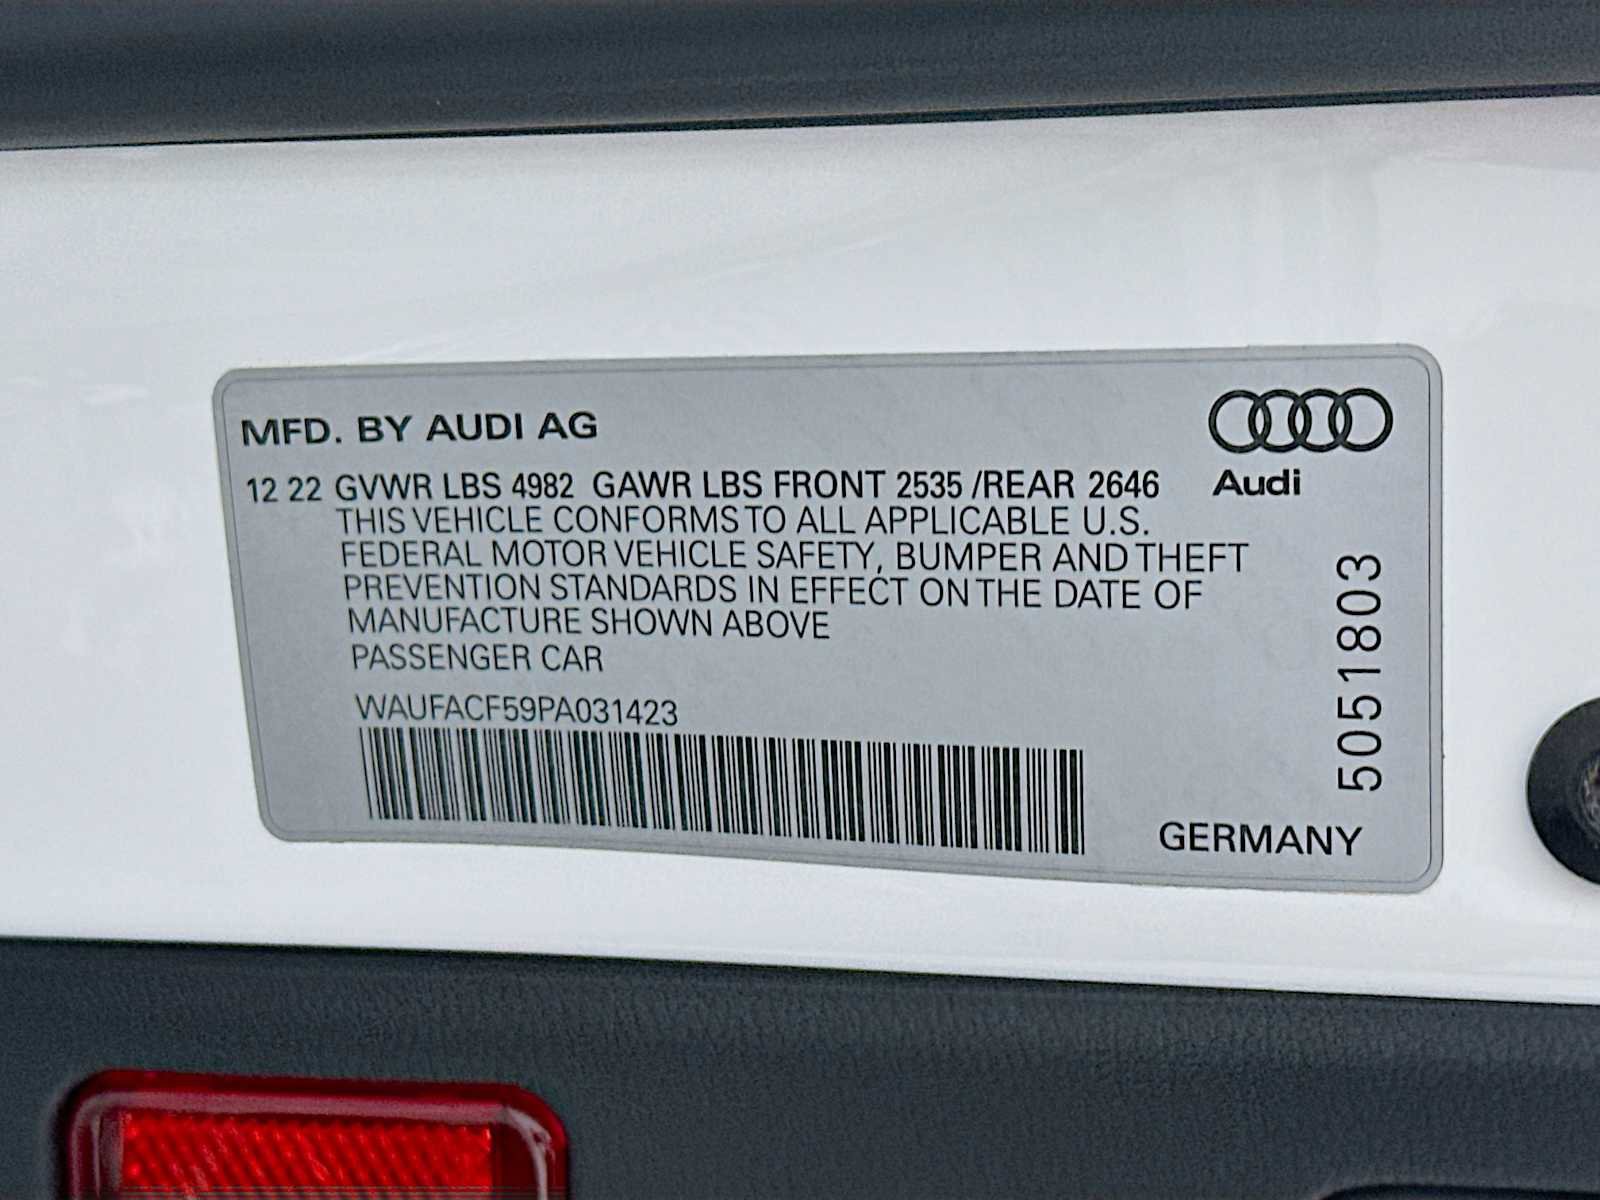 MFD. BY AUDI AG
12 22 GVWR LBS 4982 GAWR LBS FRONT 2535 /REAR 2646
THIS VEHICLE CONFORMS TO ALL APPLICABLE U.S.
FEDERAL MOTOR VEHICLE SAFETY, BUMPER AND THEFT
PREVENTION STANDARDS IN EFFECT ON THE DATE OF
MANUFACTURE SHOWN ABOVE
PASSENGER CAR
WAUFACF59PA031423
Audi
5051803
GERMANY